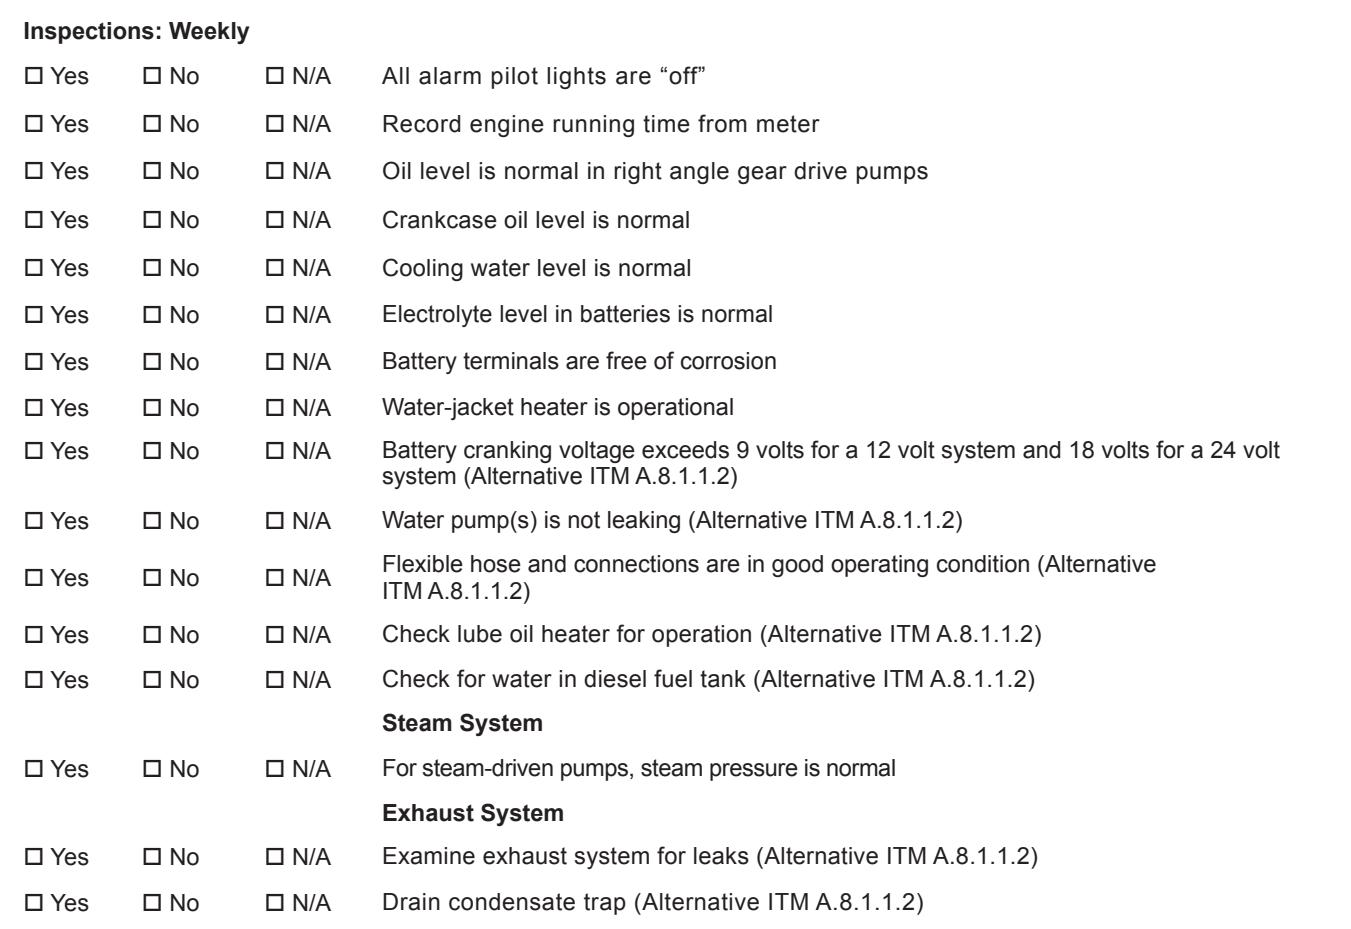 Inspections: Weekly
☐ Yes ☐ No ☐ N/A All alarm pilot lights are “off”
☐ Yes ☐ No ☐ N/A Record engine running time from meter
☐ Yes ☐ No ☐ N/A Oil level is normal in right angle gear drive pumps
☐ Yes ☐ No ☐ N/A Crankcase oil level is normal
☐ Yes ☐ No ☐ N/A Cooling water level is normal
☐ Yes ☐ No ☐ N/A Electrolyte level in batteries is normal
☐ Yes ☐ No ☐ N/A Battery terminals are free of corrosion
☐ Yes ☐ No ☐ N/A Water-jacket heater is operational
☐ Yes ☐ No ☐ N/A Battery cranking voltage exceeds 9 volts for a 12 volt system and 18 volts for a 24 volt
system (Alternative ITM A.8.1.1.2)
☐ Yes ☐ No ☐ N/A Water pump(s) is not leaking (Alternative ITM A.8.1.1.2)
☐ Yes ☐ No ☐ N/A Flexible hose and connections are in good operating condition (Alternative
ITM A.8.1.1.2)
☐ Yes ☐ No ☐ N/A Check lube oil heater for operation (Alternative ITM A.8.1.1.2)
☐ Yes ☐ No ☐ N/A Check for water in diesel fuel tank (Alternative ITM A.8.1.1.2)
Steam System
☐ Yes ☐ No ☐ N/A For steam-driven pumps, steam pressure is normal
Exhaust System
☐ Yes ☐ No ☐ N/A Examine exhaust system for leaks (Alternative ITM A.8.1.1.2)
☐ Yes ☐ No ☐ N/A Drain condensate trap (Alternative ITM A.8.1.1.2)